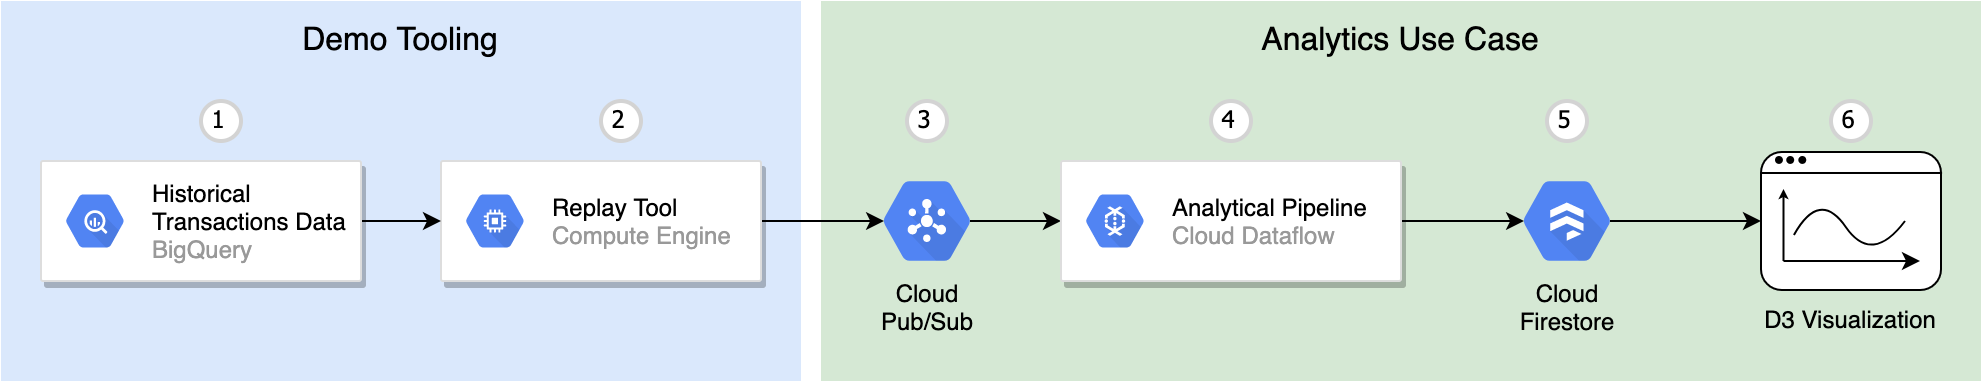 Demo Tooling
1
2
Historical
Transactions Data
BigQuery
Replay Tool
Compute Engine
Analytics Use Case
3
4
5
6
Cloud
Pub/Sub
Analytical Pipeline
Cloud Dataflow
Cloud
Firestore
D3 Visualization